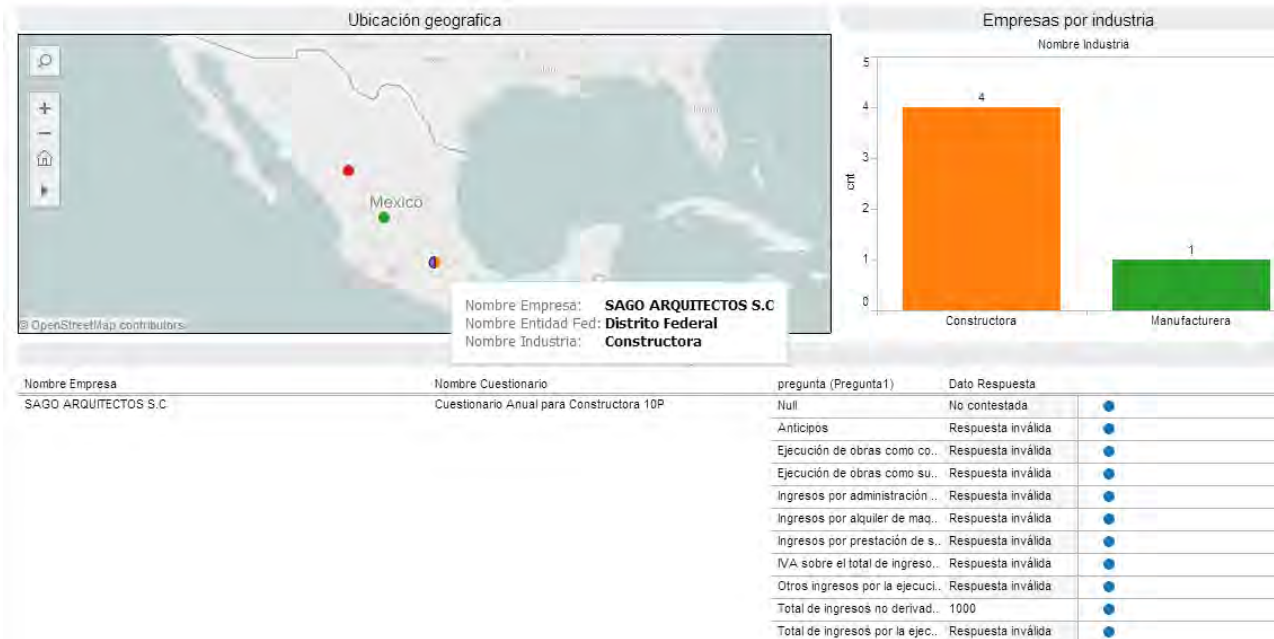 Ubicación geografica
Mexico
© OpenStreetMap contributors
Nombre Empresa: SAGO ARQUITECTOS S.C
Nombre Entidad Fed: Distrito Federal
Nombre Industria: Constructora
Empresas por industria
Nombre Industria
5
4
3
2
1
0
cnt
4
1
Constructora
Manufacturera
Nombre Empresa Nombre Cuestionario pregunta (Pregunta1) Dato Respuesta
SAGO ARQUITECTOS S.C Cuestionario Anual para Constructora 10P Null No contestada
Anticipos Respuesta inválida
Ejecución de obras como co.. Respuesta inválida
Ejecución de obras como su.. Respuesta inválida
Ingresos por administración .. Respuesta inválida
Ingresos por alquiler de maq.. Respuesta inválida
Ingresos por prestación de s.. Respuesta inválida
IVA sobre el total de ingreso.. Respuesta inválida
Otros ingresos por la ejecuci.. Respuesta inválida
Total de ingresos no derivad.. 1000
Total de ingresos por la ejec.. Respuesta inválida